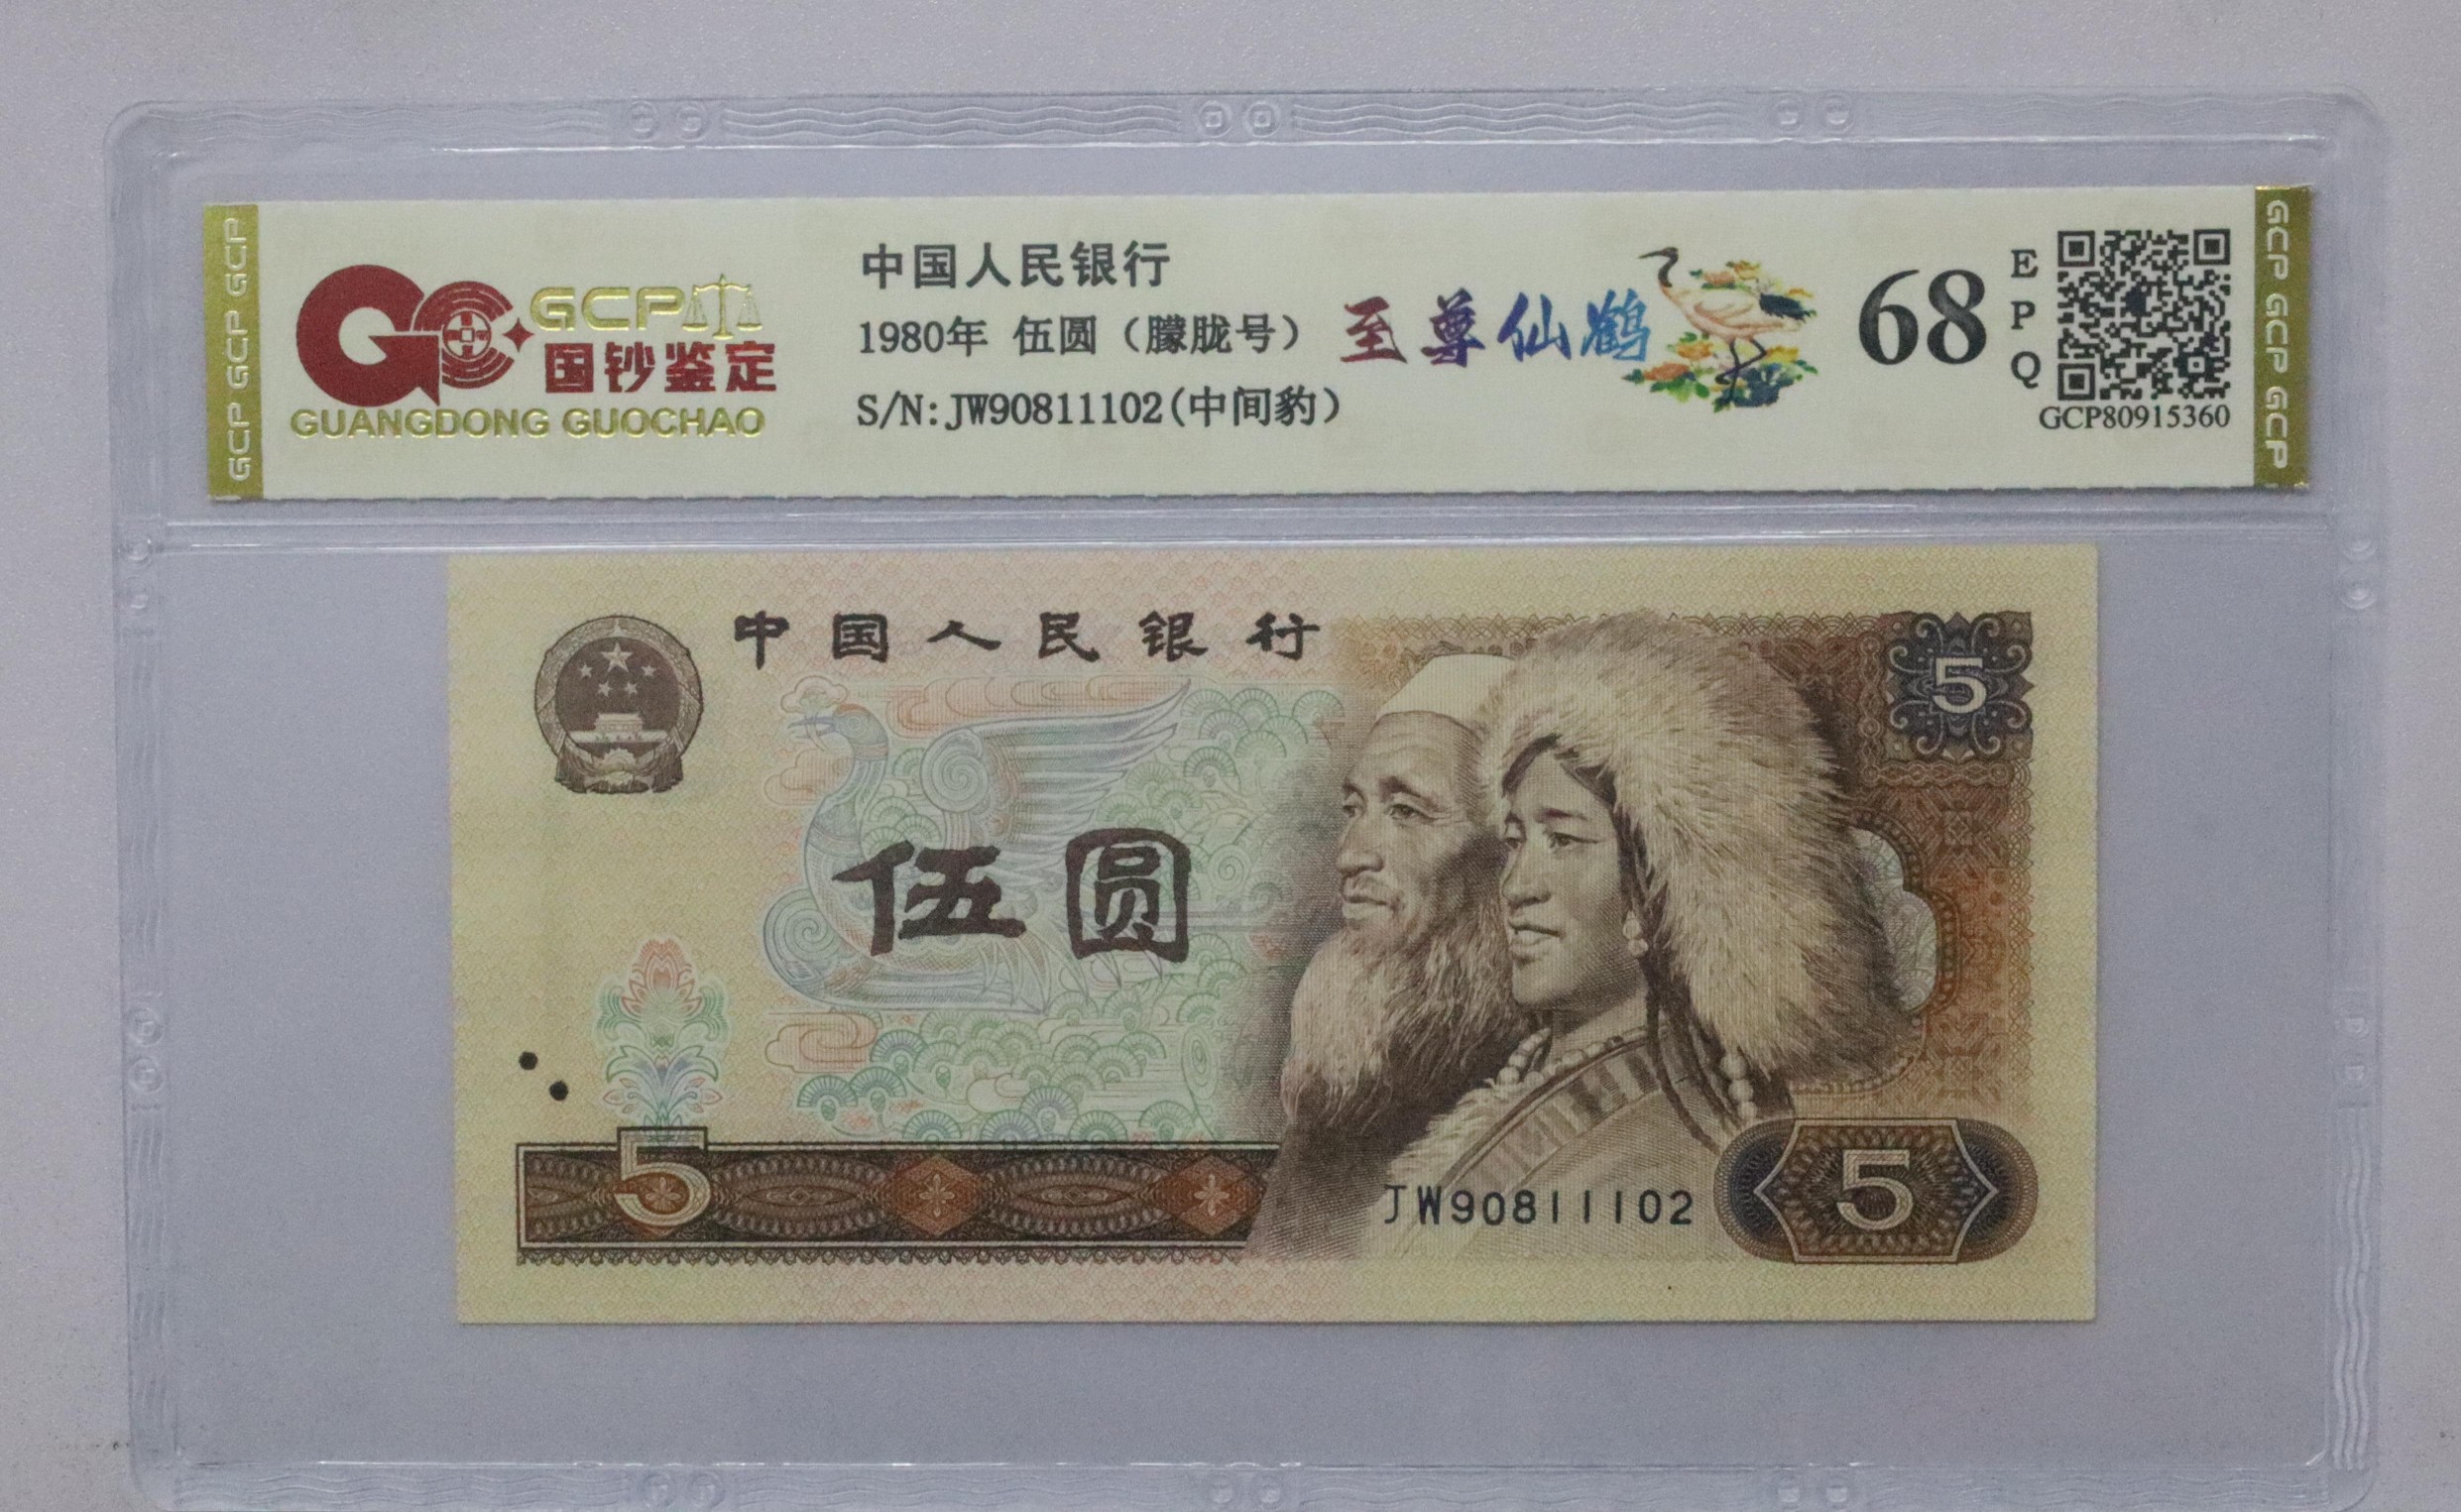 GCP GCP GCP
GCP
国钞鉴定
GUANGDONG GUOCHAO
中国人民银行
1980年 伍圆（朦胧号）
S/N:JW90811102(中间豹）
至尊仙鹤
68
E
P
Q
GCP80915360
GCP GCP GCP
中国人民银行
5
伍圆
5
JW90811102
5